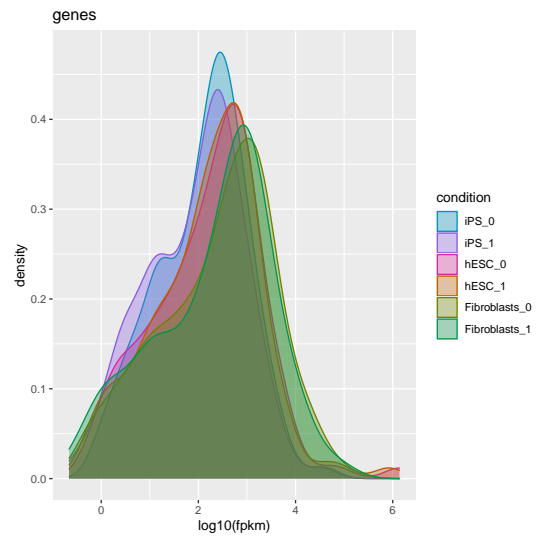 genes
density
0.4
0.3
0.2
0.1
0.0
0
2
4
6
log10(fpkm)
condition
iPS_0
iPS_1
hESC_0
hESC_1
Fibroblasts_0
Fibroblasts_1